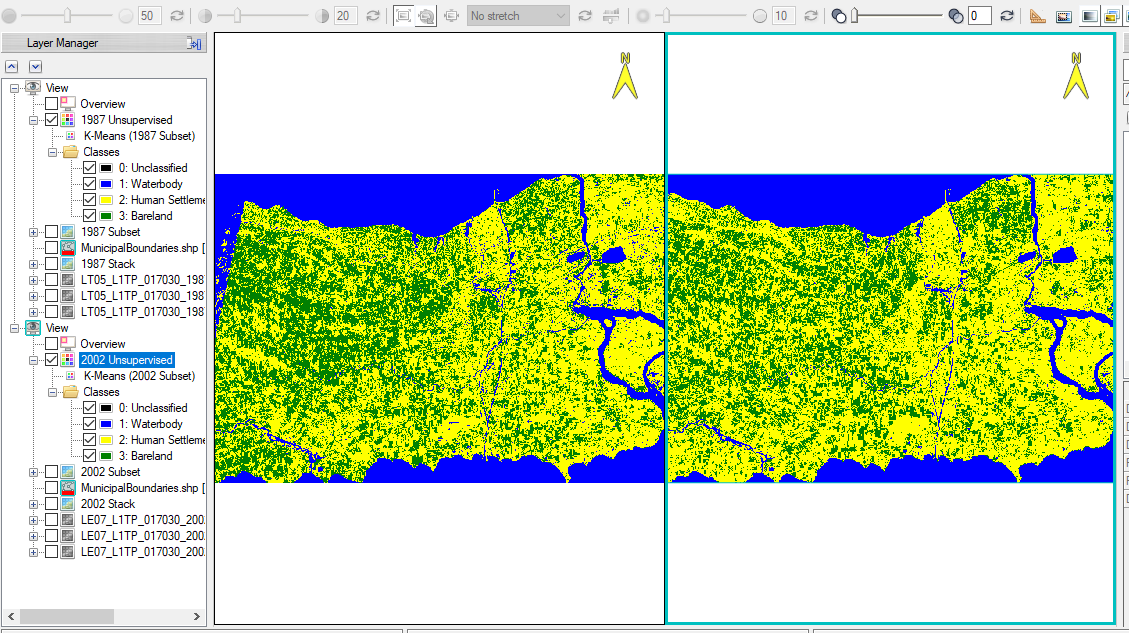 50
20
No stretch
10
0
Layer Manager
View
Overview
1987 Unsupervised
K-Means (1987 Subset)
Classes
0: Unclassified
1: Waterbody
2: Human Settleme
3: Bareland
1987 Subset
MunicipalBoundaries.shp [
1987 Stack
LT05_L1TP_017030_198
LT05_L1TP_017030_198
LT05_L1TP_017030_198
View
Overview
2002 Unsupervised
K-Means (2002 Subset)
Classes
0: Unclassified
1: Waterbody
2: Human Settleme
3: Bareland
2002 Subset
MunicipalBoundaries.shp [
2002 Stack
LE07_L1TP_017030_200
LE07_L1TP_017030_200
LE07_L1TP_017030_200
N
N